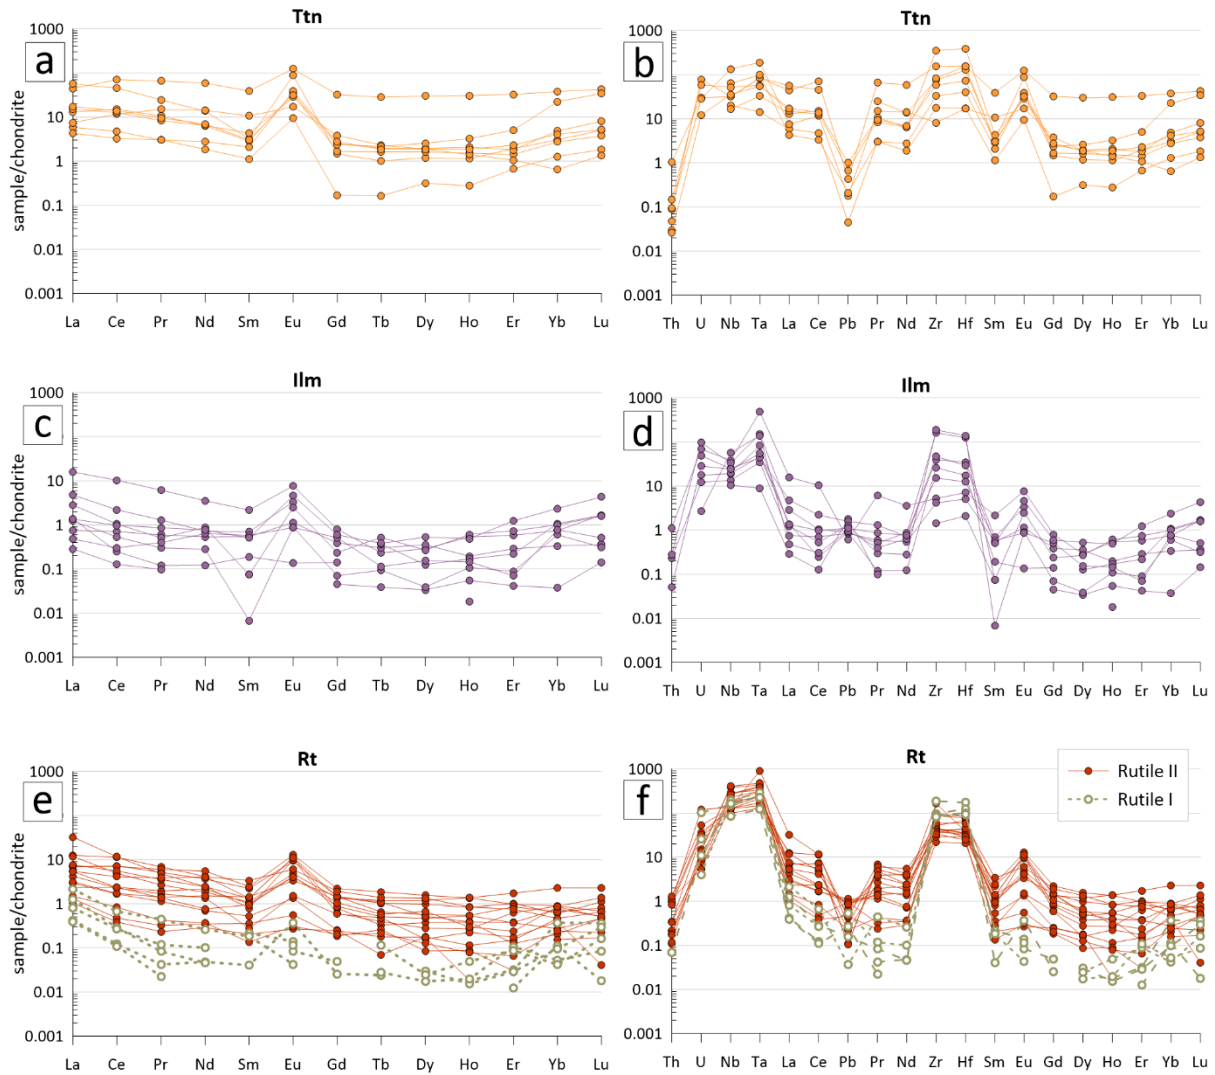 Ttn
a
sample/chondrite
1000
100
10
1
0.1
0.01
0.001
La Ce Pr Nd Sm Eu Gd Tb Dy Ho Er Yb Lu
Ttn
b
1000
100
10
1
0.1
0.01
0.001
Th U Nb Ta La Ce Pb Pr Nd Zr Hf Sm Eu Gd Dy Ho Er Yb Lu
Ilm
c
sample/chondrite
1000
10
1
0.1
0.01
0.001
La Ce Pr Nd Sm Eu Gd Tb Dy Ho Er Yb Lu
Ilm
d
1000
10
1
0.1
0.01
0.001
Th U Nb Ta La Ce Pb Pr Nd Zr Hf Sm Eu Gd Dy Ho Er Yb Lu
Rt
e
sample/chondrite
1000
100
10
1
0.1
0.01
0.001
La Ce Pr Nd Sm Eu Gd Tb Dy Ho Er Yb Lu
Rt
f
Rutile II
Rutile I
1000
10
1
0.1
0.01
0.001
Th U Nb Ta La Ce Pb Pr Nd Zr Hf Sm Eu Gd Dy Ho Er Yb Lu